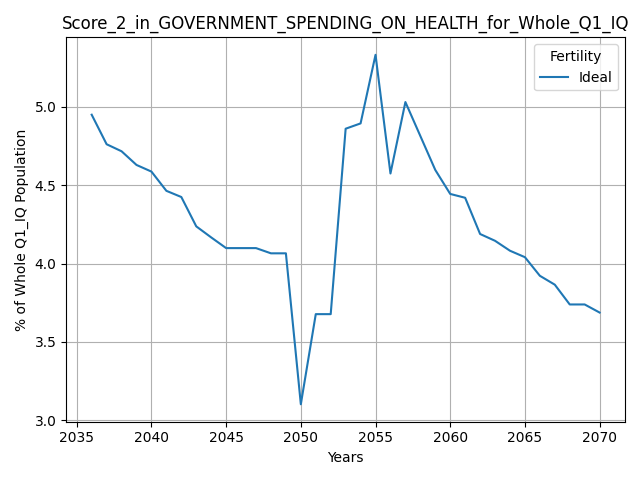 Score_2_in_GOVERNMENT_SPENDING_ON_HEALTH_for_Whole_Q1_IQ
Fertility
Ideal
% of Whole Q1_IQ Population
5.0
4.5
4.0
3.5
3.0
2035 2040 2045 2050 2055 2060 2065 2070
Years